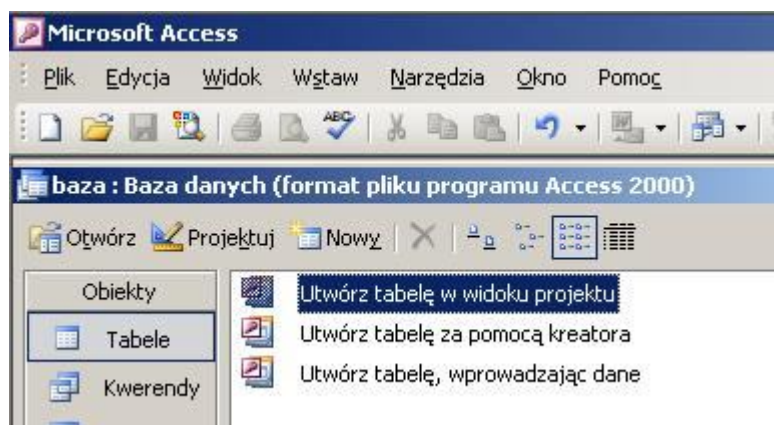 Microsoft Access
Plik Edycja Widok Wstaw Narzędzia Okno Pomoc
ABC
baza : Baza danych (format pliku programu Access 2000)
Otwórz Projektuj Nowy
Obiekty
Utwórz tabelę w widoku projektu
Tabele
Utwórz tabelę za pomocą kreatora
Kwerendy
Utwórz tabelę, wprowadzając dane